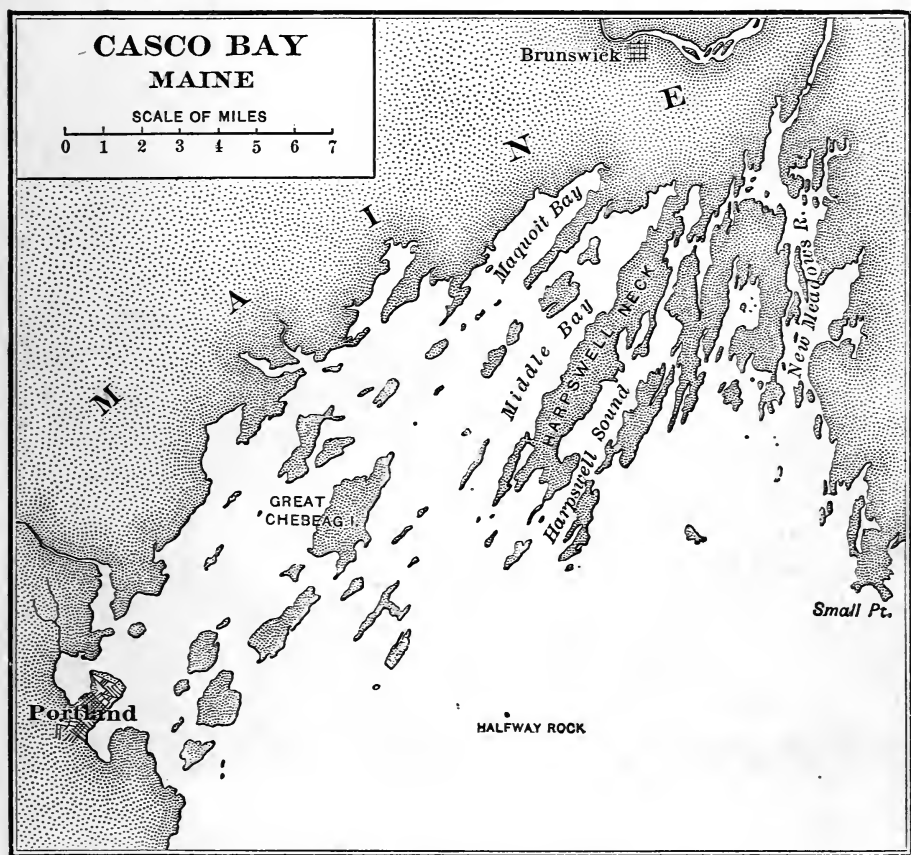 CASCO BAY
MAINE
SCALE OF MILES
0 1 2 3 4 5 6 7
Brunswick
MAINE
Maquoit Bay
Middle Bay
HARPSWELL NECK
Harpswell Sound
New Meadows R.
GREAT
CHEBEAG I.
Small Pt.
Portland
HALFWAY ROCK